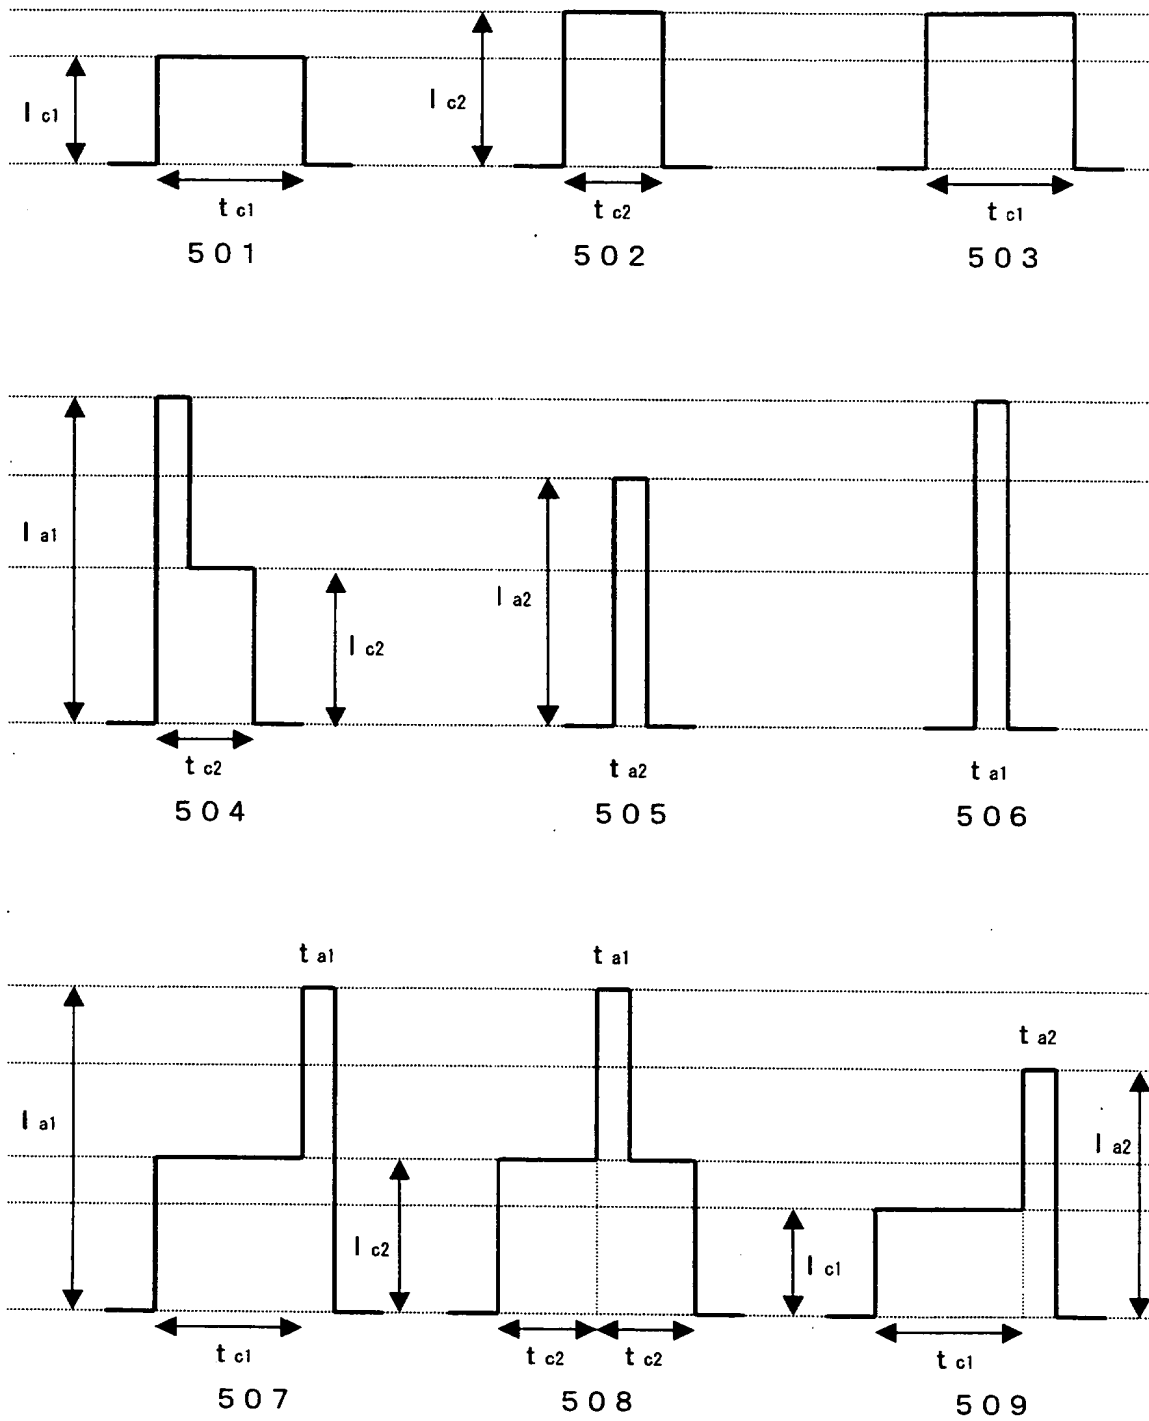 I c1
I c2
t c1
t c2
t c1
501
502
503
I a1
I c2
I a2
t c2
t a2
t a1
504
505
506
t a1
t a1
t a2
I a1
I a2
I c2
I c1
t c1
t c2
t c2
t c1
507
508
509